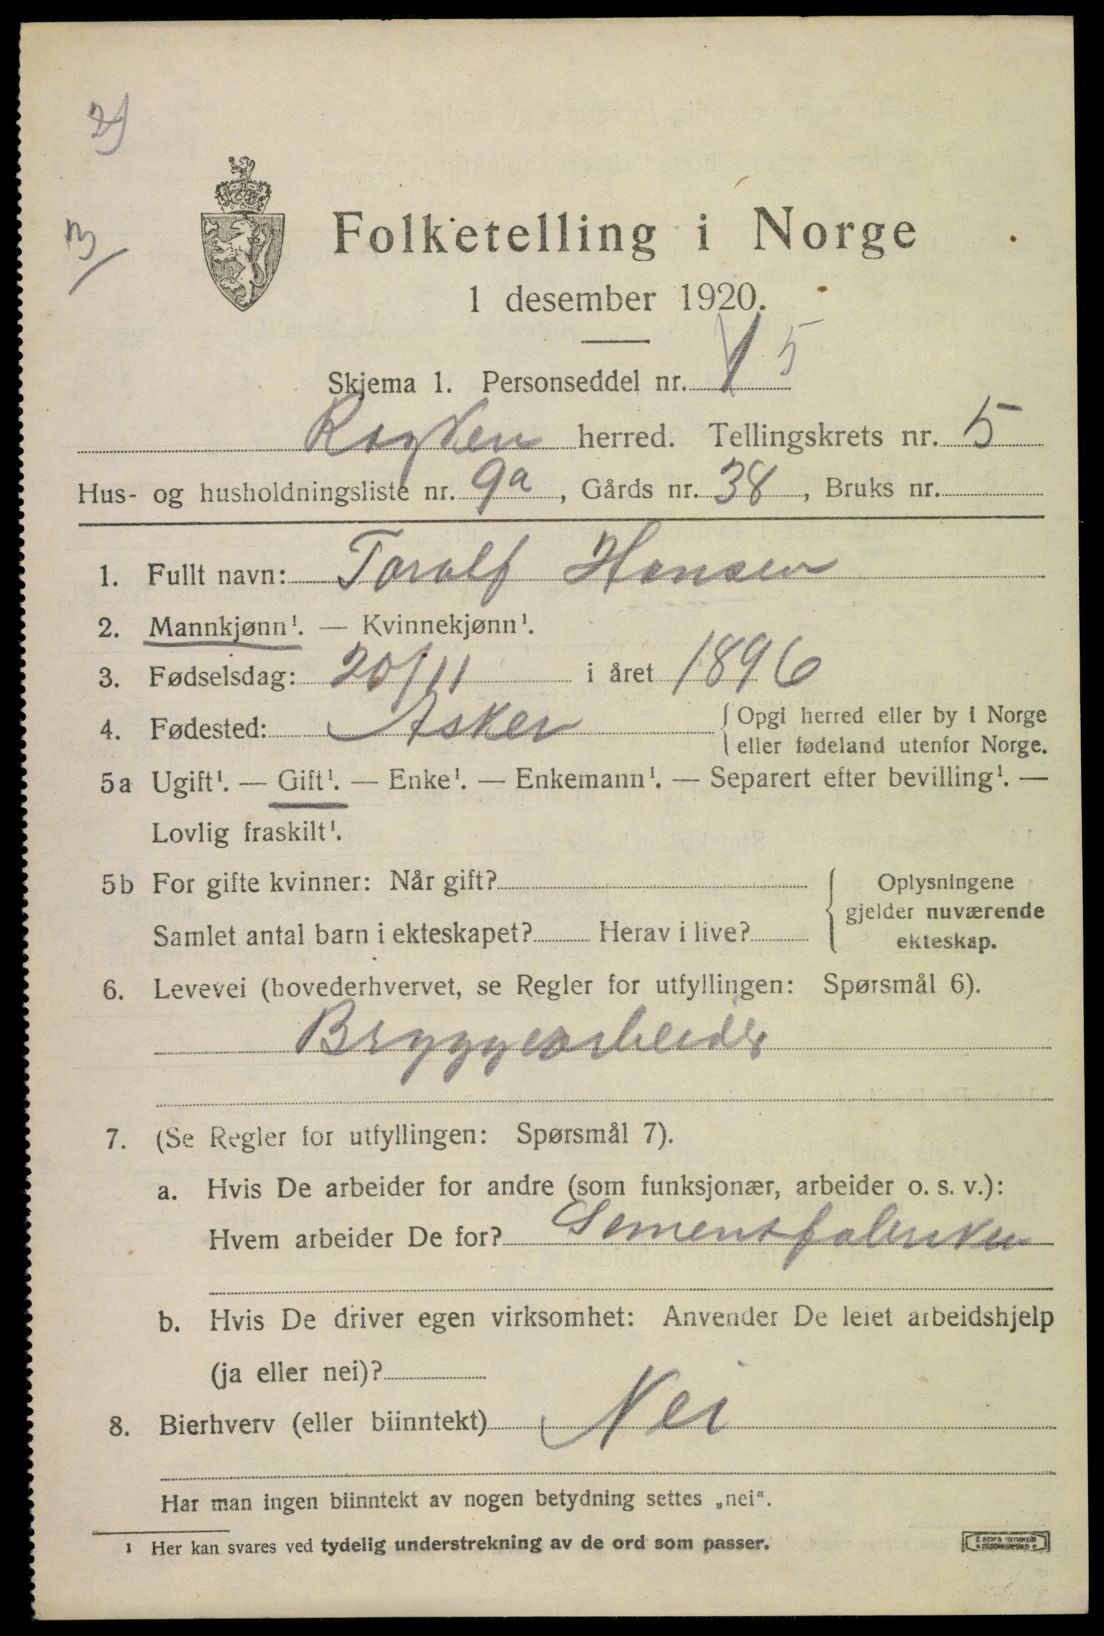 2)
3/
Folketelling i Norge
1 desember 1920.
Skjema 1. Personseddel nr. 1 5
Røyken herred. Tellingskrets nr. 5
Hus- og husholdningsliste nr. 9a, Gårds nr. 38, Bruks nr.
1. Fullt navn: Toralf Hansen
2. Mannkjønn¹. — Kvinnekjønn¹.
3. Fødselsdag: 20/11 i året 1896
4. Fødested: Asker {Opgi herred eller by i Norge
eller fødeland utenfor Norge.
5a Ugift¹. — Gift¹. — Enke¹. — Enkemann¹. — Separert efter bevilling¹. —
Lovlig fraskilt¹.
5b For gifte kvinner: Når gift? { Oplysningene
gjelder nuværende
Samlet antal barn i ekteskapet? Herav i live?
ekteskap.
6. Levevei (hovederhvervet, se Regler for utfyllingen: Spørsmål 6).
Bryggearbeider
7. (Se Regler for utfyllingen: Spørsmål 7).
a. Hvis De arbeider for andre (som funksjonær, arbeider o. s. v.):
Hvem arbeider De for? Sementfabriken
b. Hvis De driver egen virksomhet: Anvender De leiet arbeidshjelp
(ja eller nei)?
8. Bierhverv (eller biinntekt) Nei
Har man ingen biinntekt av nogen betydning settes „nei".
¹ Her kan svares ved tydelig understrekning av de ord som passer.